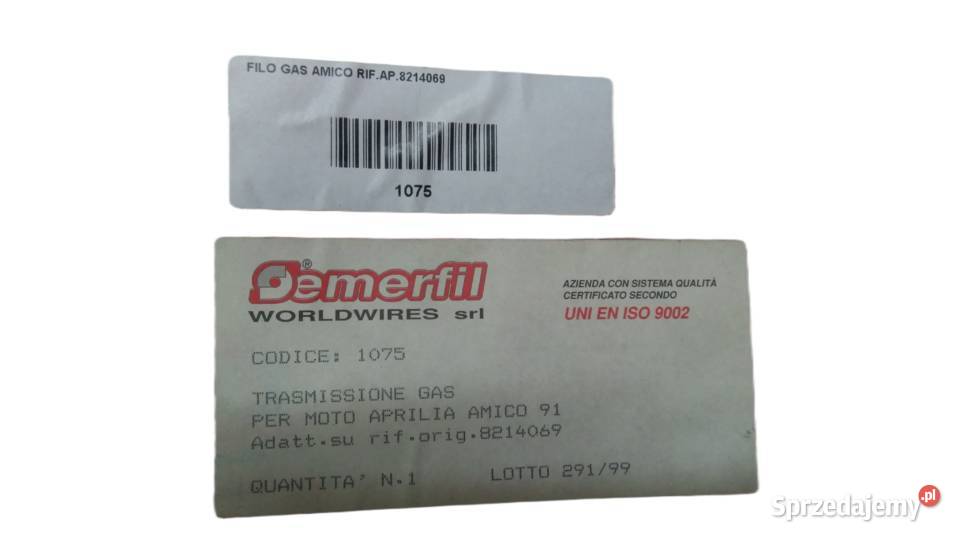 FILO GAS AMICO RIF.AP.8214069
1075
Semerfil®
WORLDWIRES srl
AZIENDA CON SISTEMA QUALITÀ
CERTIFICATO SECONDO
UNI EN ISO 9002
CODICE: 1075
TRASMISSIONE GAS
PER MOTO APRILIA AMICO 91
Adatt.su rif.orig.8214069
QUANTITA' N.1 LOTTO 291/99
Sprzedajemy.pl